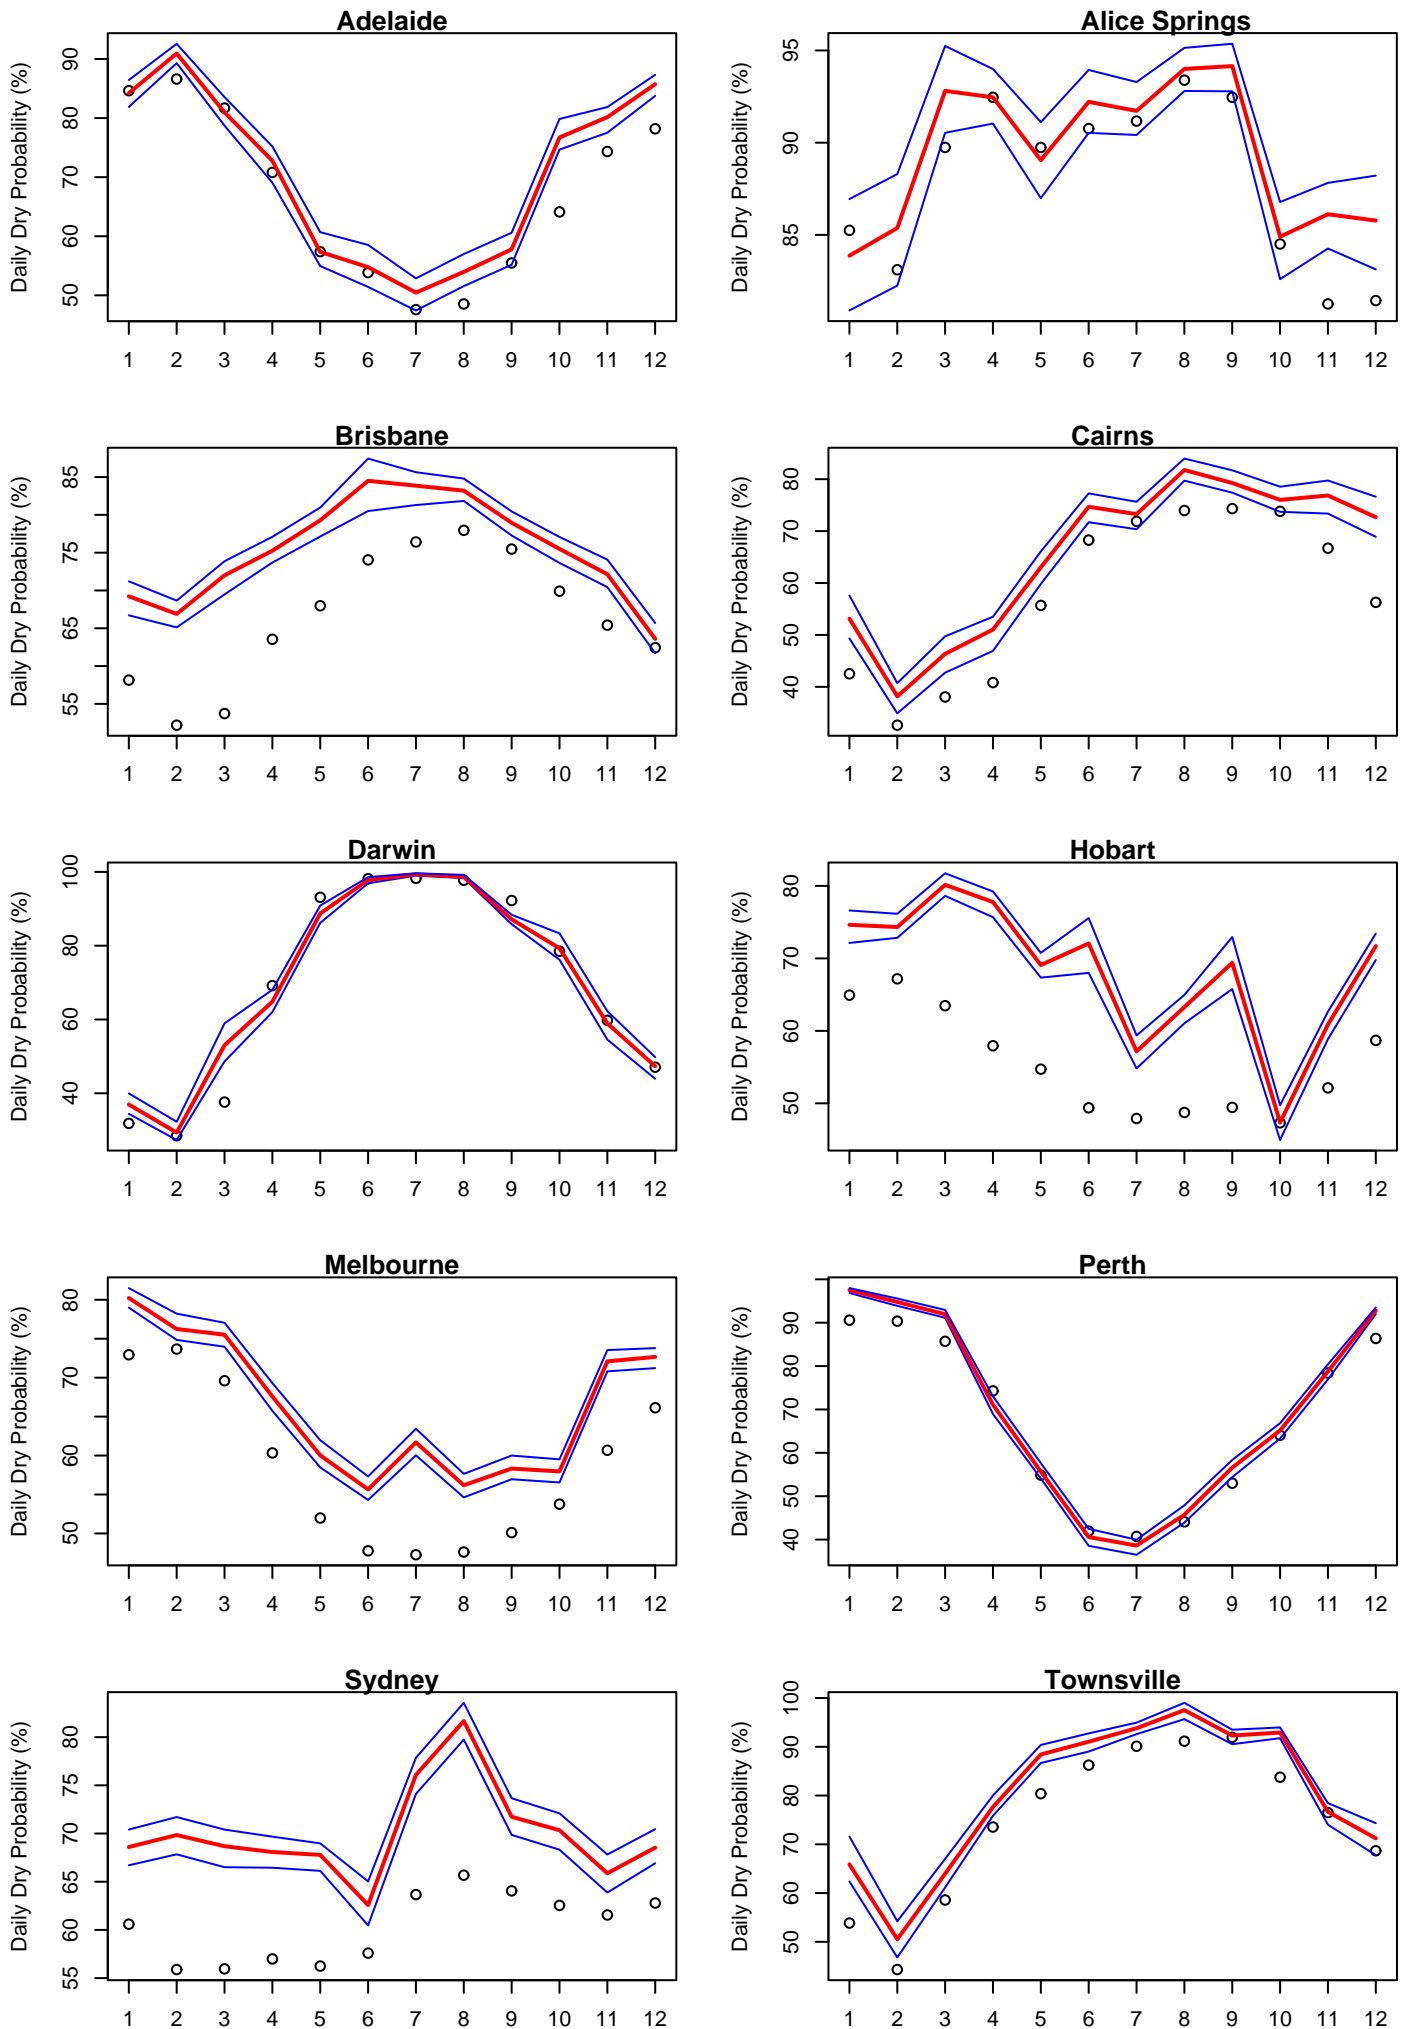 Adelaide
Daily Dry Probability (%)
50 60 70 80 90
1 2 3 4 5 6 7 8 9 10 11 12
Alice Springs
Daily Dry Probability (%)
85 90 95
1 2 3 4 5 6 7 8 9 10 11 12
Brisbane
Daily Dry Probability (%)
55 65 75 85
1 2 3 4 5 6 7 8 9 10 11 12
Cairns
Daily Dry Probability (%)
40 50 60 70 80
1 2 3 4 5 6 7 8 9 10 11 12
Darwin
Daily Dry Probability (%)
40 60 80 100
1 2 3 4 5 6 7 8 9 10 11 12
Hobart
Daily Dry Probability (%)
50 60 70 80
1 2 3 4 5 6 7 8 9 10 11 12
Melbourne
Daily Dry Probability (%)
50 60 70 80
1 2 3 4 5 6 7 8 9 10 11 12
Perth
Daily Dry Probability (%)
40 50 60 70 80 90
1 2 3 4 5 6 7 8 9 10 11 12
Sydney
Daily Dry Probability (%)
55 60 65 70 75 80
1 2 3 4 5 6 7 8 9 10 11 12
Townsville
Daily Dry Probability (%)
50 60 70 80 90 100
1 2 3 4 5 6 7 8 9 10 11 12